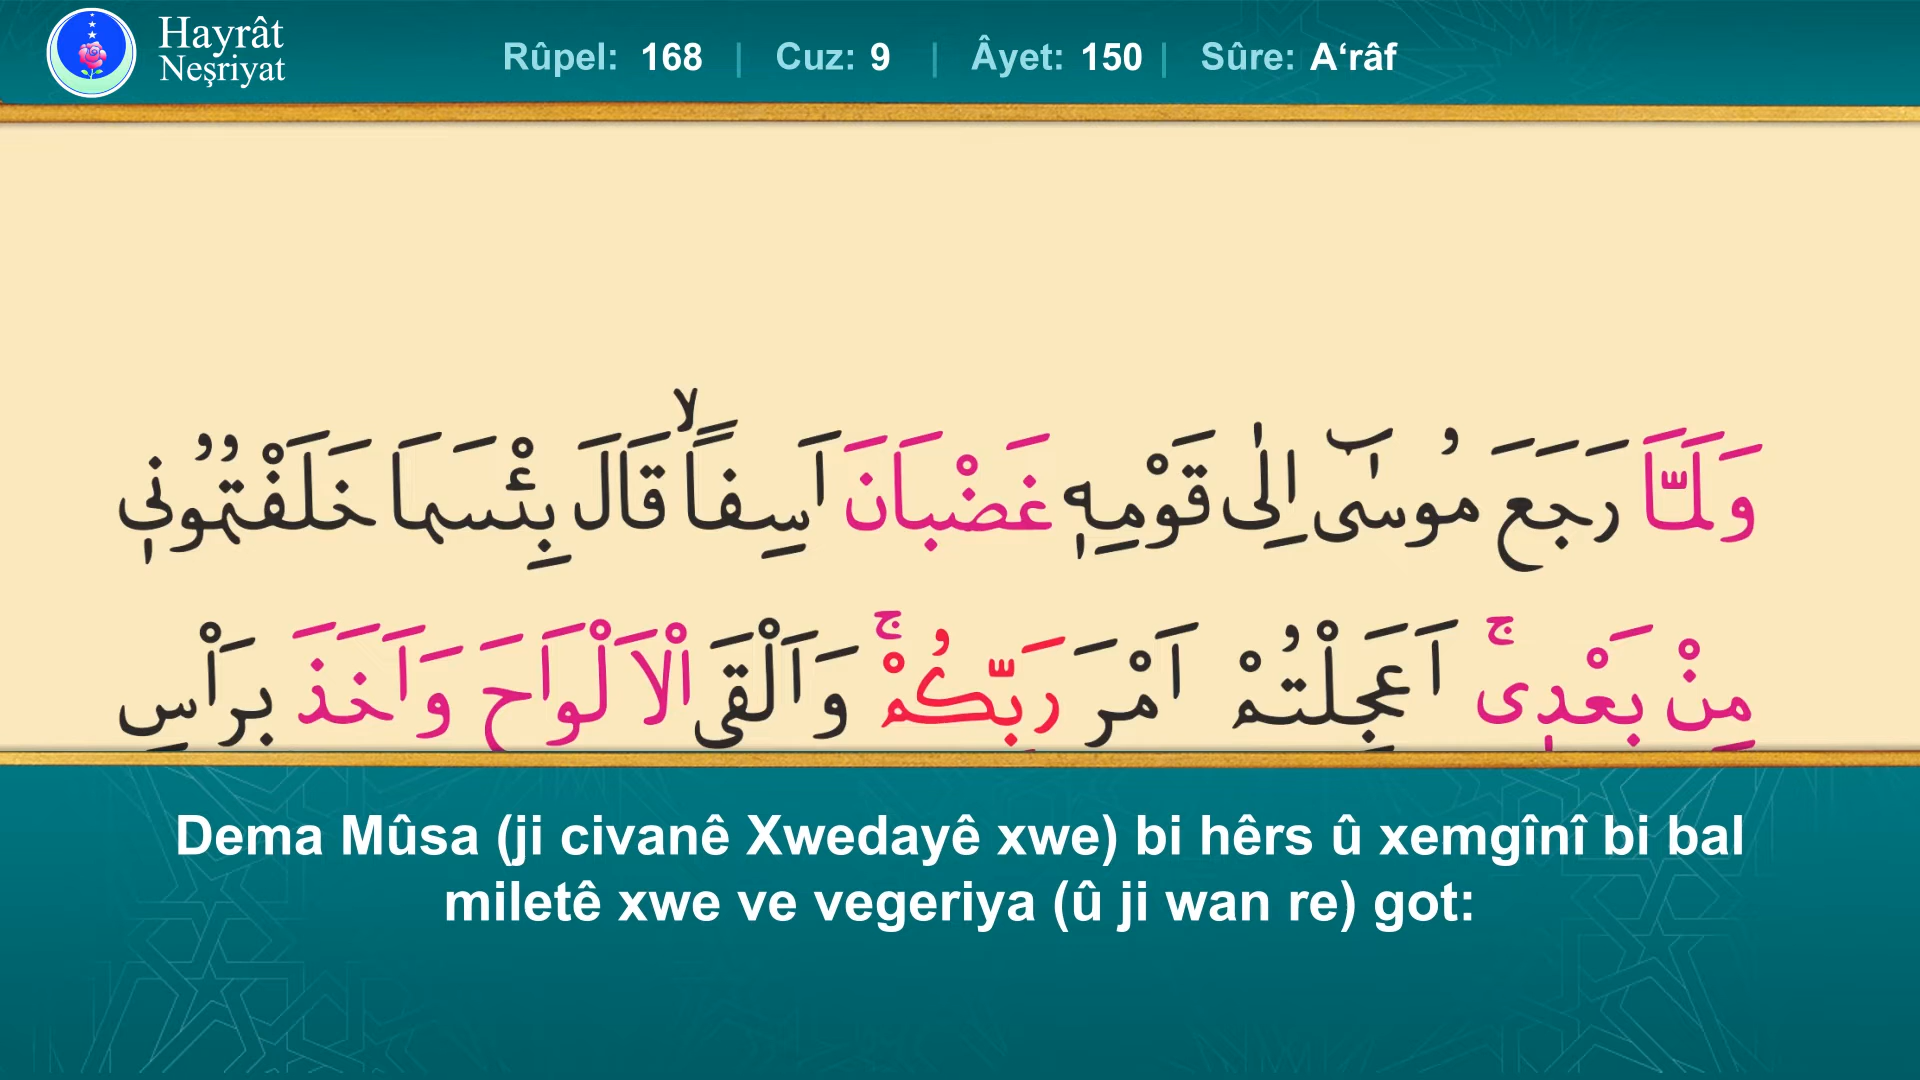 Hayrât
Neşriyat
Rûpel: 168 | Cuz: 9 | Âyet: 150 | Sûre: A‘râf
وَلَمَّا رَجَعَ مُوسٰٓى اِلٰى قَوْمِهٖ غَضْبَانَ اَسِفاًۙ قَالَ بِئْسَمَا خَلَفْتُمُونٖى
مِنْ بَعْدٖىۚ اَعَجِلْتُمْ اَمْرَ رَبِّكُمْۚ وَاَلْقَى الْاَلْوَاحَ وَاَخَذَ بِرَاْسِ
Dema Mûsa (ji civanê Xwedayê xwe) bi hêrs û xemgînî bi bal
miletê xwe ve vegeriya (û ji wan re) got: